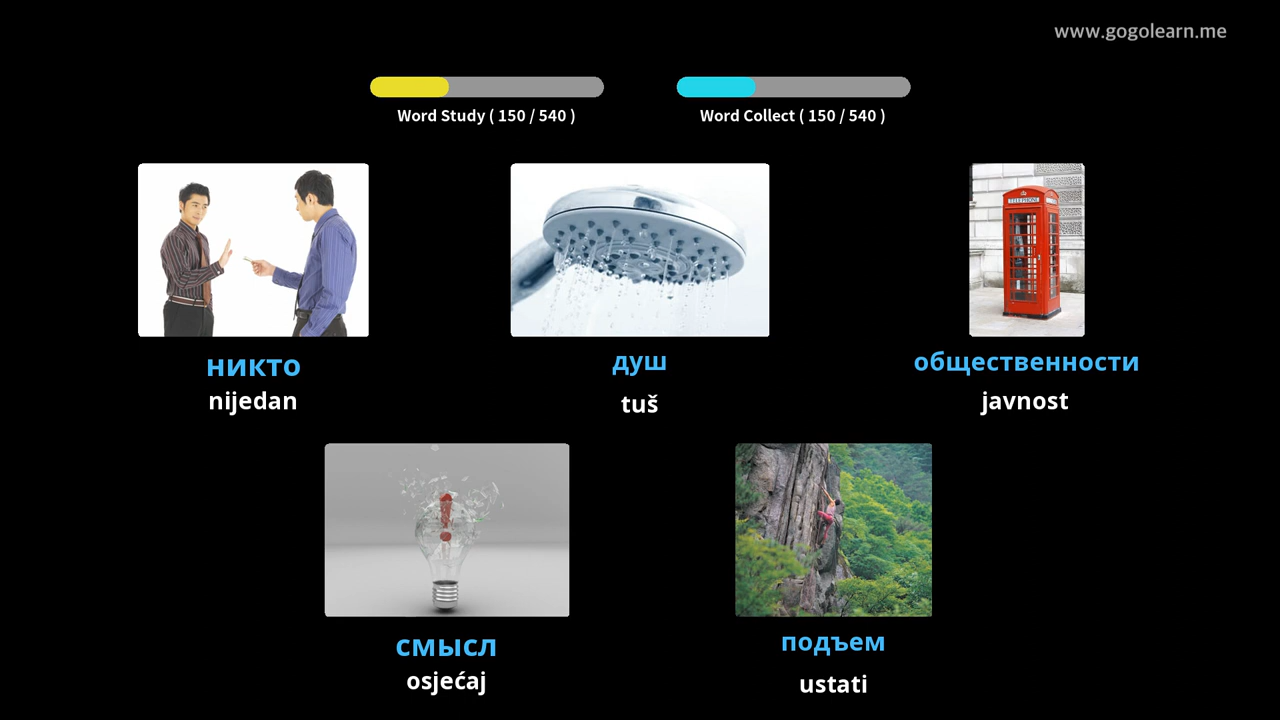 www.gogolearn.me
Word Study ( 150 / 540 )
Word Collect ( 150 / 540 )
TELEPHONE
никто
nijedan
душ
tuš
общественности
javnost
смысл
osjećaj
подъем
ustati